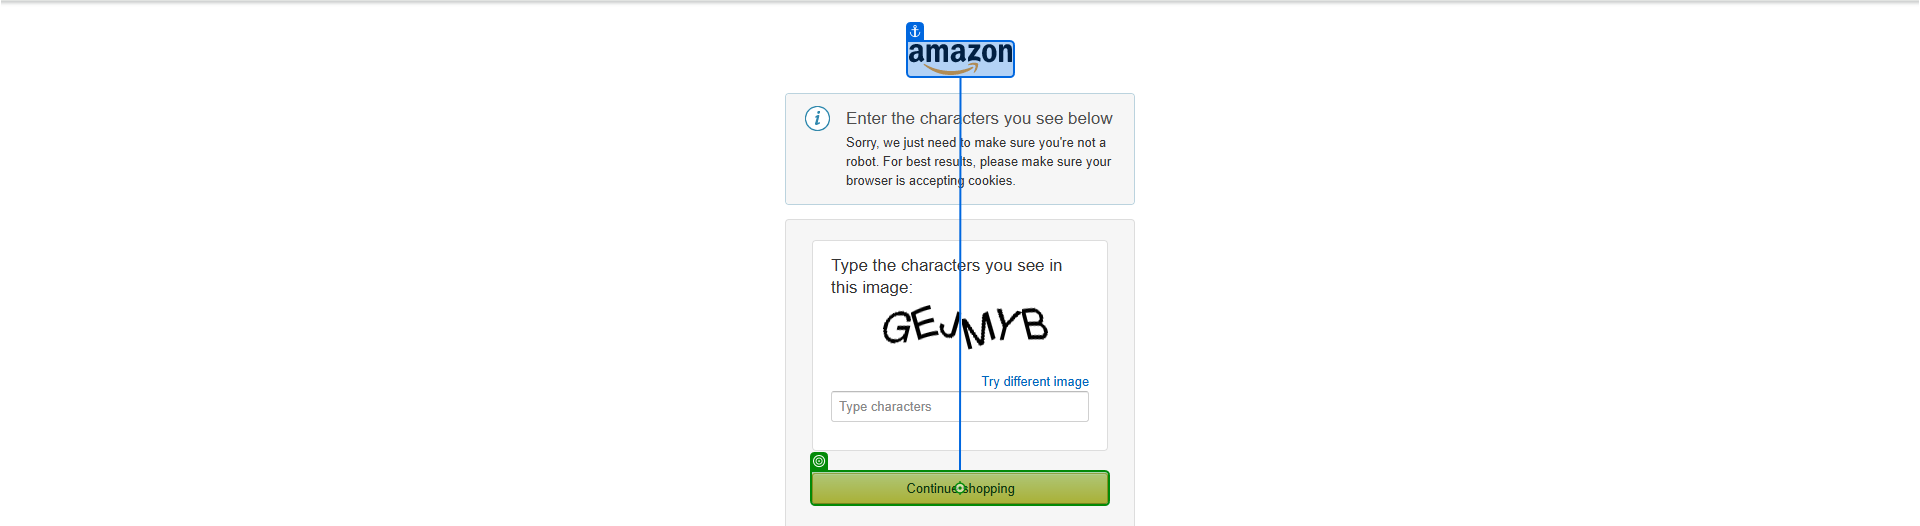 amazon
Enter the characters you see below
Sorry, we just need to make sure you're not a
robot. For best results, please make sure your
browser is accepting cookies.
Type the characters you see in
this image:
GEJMYB
Try different image
Type characters
Continue shopping